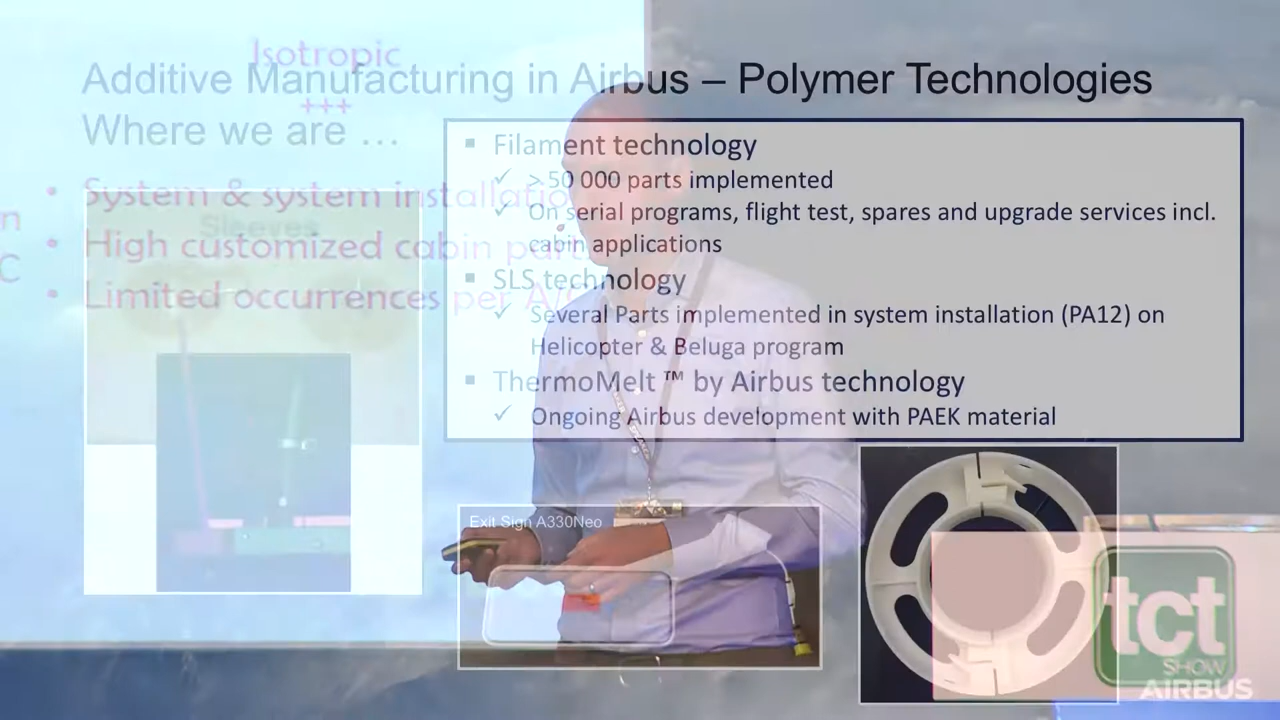 Isotropic
Additive Manufacturing in Airbus – Polymer Technologies
+++
Where we are …
▪ Filament technology
✓ > 50 000 parts implemented
✓ On serial programs, flight test, spares and upgrade services incl.
cabin applications
▪ SLS technology
✓ Several Parts implemented in system installation (PA12) on
Helicopter & Beluga program
▪ ThermoMelt ™ by Airbus technology
✓ Ongoing Airbus development with PAEK material
• System & system installatio
• High customized cabin part
• Limited occurrences per A/
n
C
Sleeves
Exit Sign A330Neo
tct
SHOW
AIRBUS